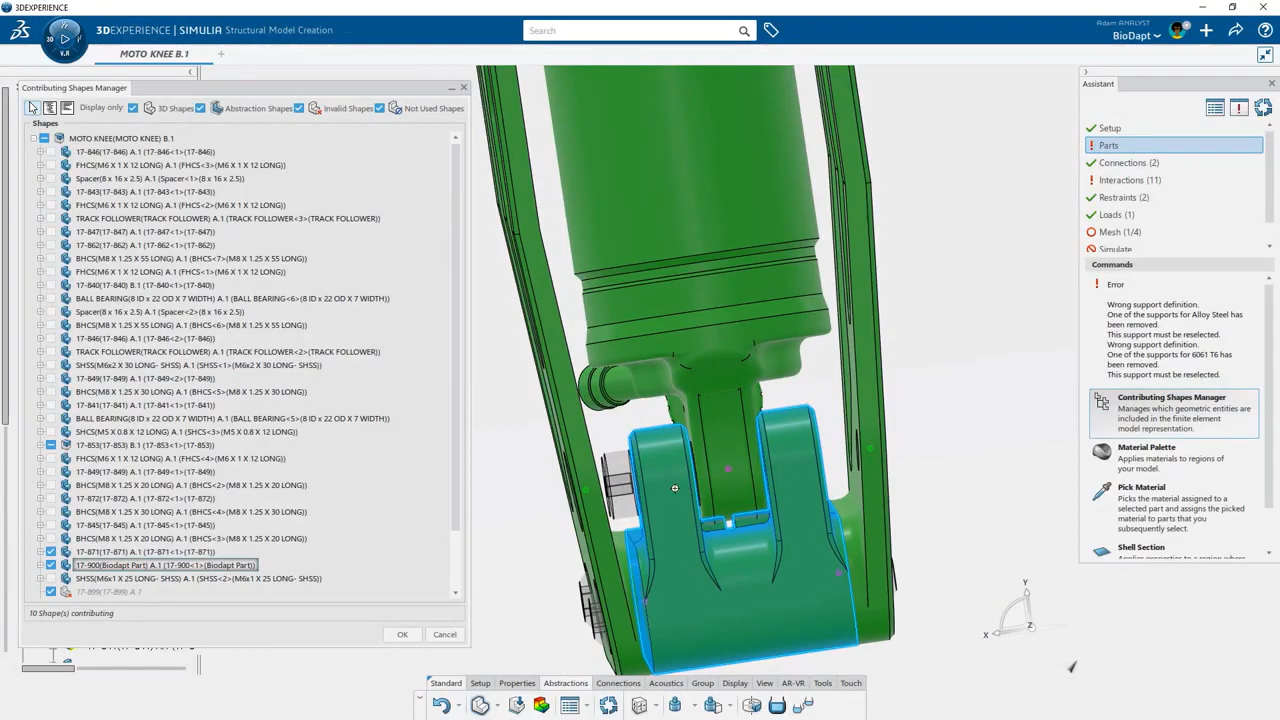 3DEXPERIENCE
3DEXPERIENCE | SIMULIA Structural Model Creation
Search
Adam ANALYST
BioDapt
V.R
MOTO KNEE B.1
Contributing Shapes Manager
Display only: 3D Shapes Abstraction Shapes Invalid Shapes Not Used Shapes
Shapes
MOTO KNEE(MOTO KNEE) B.1
17-846(17-846) A.1 (17-846<1>(17-846))
FHCS(M6 X 1 X 12 LONG) A.1 (FHCS<3>(M6 X 1 X 12 LONG))
Spacer(8 x 16 x 2.5) A.1 (Spacer<1>(8 x 16 x 2.5))
17-843(17-843) A.1 (17-843<1>(17-843))
FHCS(M6 X 1 X 12 LONG) A.1 (FHCS<2>(M6 X 1 X 12 LONG))
TRACK FOLLOWER(TRACK FOLLOWER) A.1 (TRACK FOLLOWER<3>(TRACK FOLLOWER))
17-847(17-847) A.1 (17-847<1>(17-847))
17-862(17-862) A.1 (17-862<1>(17-862))
BHCS(M8 X 1.25 X 55 LONG) A.1 (BHCS<7>(M8 X 1.25 X 55 LONG))
FHCS(M6 X 1 X 12 LONG) A.1 (FHCS<1>(M6 X 1 X 12 LONG))
17-840(17-840) B.1 (17-840<1>(17-840))
BALL BEARING(8 ID x 22 OD X 7 WIDTH) A.1 (BALL BEARING<6>(8 ID x 22 OD X 7 WIDTH))
Spacer(8 x 16 x 2.5) A.1 (Spacer<2>(8 x 16 x 2.5))
BHCS(M8 X 1.25 X 55 LONG) A.1 (BHCS<6>(M8 X 1.25 X 55 LONG))
17-846(17-846) A.1 (17-846<2>(17-846))
TRACK FOLLOWER(TRACK FOLLOWER) A.1 (TRACK FOLLOWER<2>(TRACK FOLLOWER))
SHSS(M6x2 X 30 LONG- SHSS) A.1 (SHSS<1>(M6x2 X 30 LONG- SHSS))
17-849(17-849) A.1 (17-849<2>(17-849))
BHCS(M8 X 1.25 X 30 LONG) A.1 (BHCS<5>(M8 X 1.25 X 30 LONG))
17-841(17-841) A.1 (17-841<1>(17-841))
BALL BEARING(8 ID x 22 OD X 7 WIDTH) A.1 (BALL BEARING<5>(8 ID x 22 OD X 7 WIDTH))
SHCS(M5 X 0.8 X 12 LONG) A.1 (SHCS<3>(M5 X 0.8 X 12 LONG))
17-853(17-853) B.1 (17-853<1>(17-853))
FHCS(M6 X 1 X 12 LONG) A.1 (FHCS<4>(M6 X 1 X 12 LONG))
17-849(17-849) A.1 (17-849<1>(17-849))
BHCS(M8 X 1.25 X 20 LONG) A.1 (BHCS<2>(M8 X 1.25 X 20 LONG))
17-872(17-872) A.1 (17-872<1>(17-872))
BHCS(M8 X 1.25 X 30 LONG) A.1 (BHCS<4>(M8 X 1.25 X 30 LONG))
17-845(17-845) A.1 (17-845<1>(17-845))
BHCS(M8 X 1.25 X 20 LONG) A.1 (BHCS<3>(M8 X 1.25 X 20 LONG))
17-871(17-871) A.1 (17-871<1>(17-871))
17-900(Biodapt Part) A.1 (17-900<1>(Biodapt Part))
SHSS(M6x1 X 25 LONG- SHSS) A.1 (SHSS<2>(M6x1 X 25 LONG- SHSS))
17-899(17-899) A.1
10 Shape(s) contributing
OK Cancel
Y
X
Z
Assistant
Setup
Parts
Connections (2)
Interactions (11)
Restraints (2)
Loads (1)
Mesh (1/4)
Simulate
Commands
Error
Wrong support definition.
One of the supports for Alloy Steel has
been removed.
This support must be reselected.
Wrong support definition.
One of the supports for 6061 T6 has
been removed.
This support must be reselected.
Contributing Shapes Manager
Manages which geometric entities are
included in the finite element
model representation.
Material Palette
Applies materials to regions of
your model.
Pick Material
Picks the material assigned to a
section and assigns the picked
material to parts that you
subsequently select.
Shell Section
Standard Setup Properties Abstractions Connections Acoustics Group Display View AR-VR Tools Touch